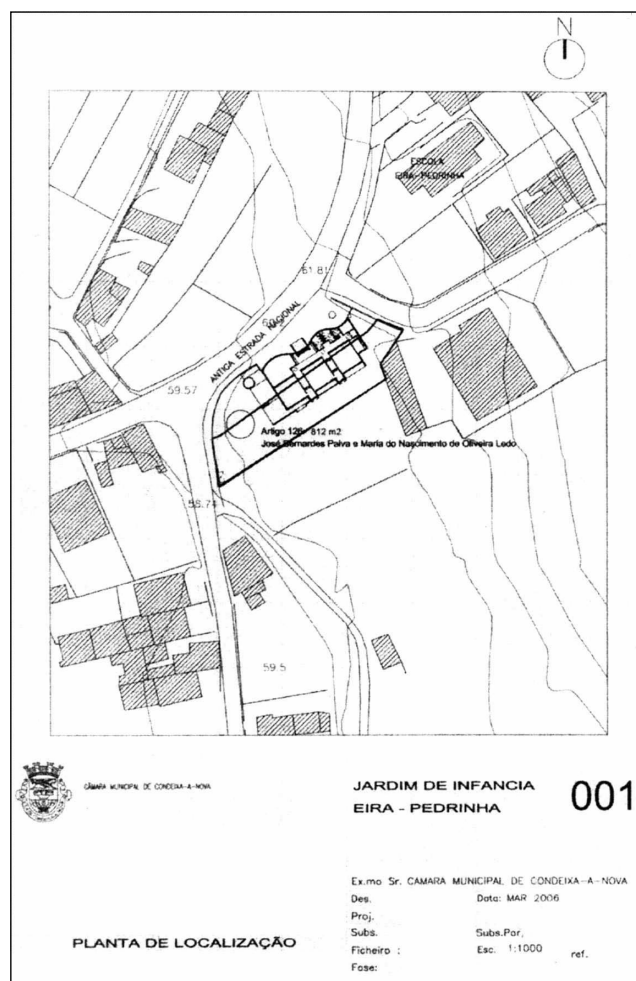 N
ESCOLA
EIRA-PEDRINHA
61.81
ANTIGA ESTRADA NACIONAL
59.57
Artigo 126- 812 m2
José Bernardes Paiva e Maria do Nascimento de Oliveira Ledo
58.74
59.5
CÂMARA MUNICIPAL DE CONDEIXA-A-NOVA
JARDIM DE INFANCIA
EIRA - PEDRINHA
001
Ex.mo Sr. CAMARA MUNICIPAL DE CONDEIXA-A-NOVA
Des. Data: MAR 2006
Proj.
Subs. Subs.Por.
Ficheiro : Esc. 1:1000 ref.
Fase:
PLANTA DE LOCALIZAÇÃO